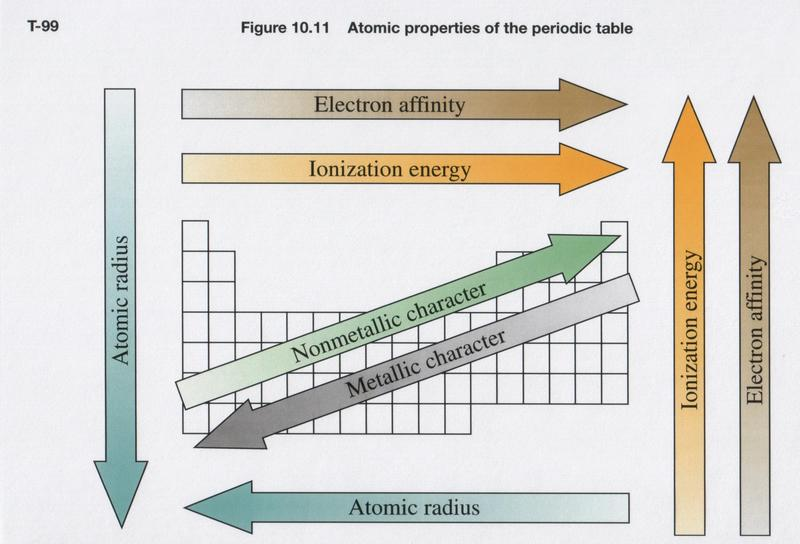 T-99
Figure 10.11 Atomic properties of the periodic table
Electron affinity
Ionization energy
Atomic radius
Nonmetallic character
Metallic character
Ionization energy
Electron affinity
Atomic radius